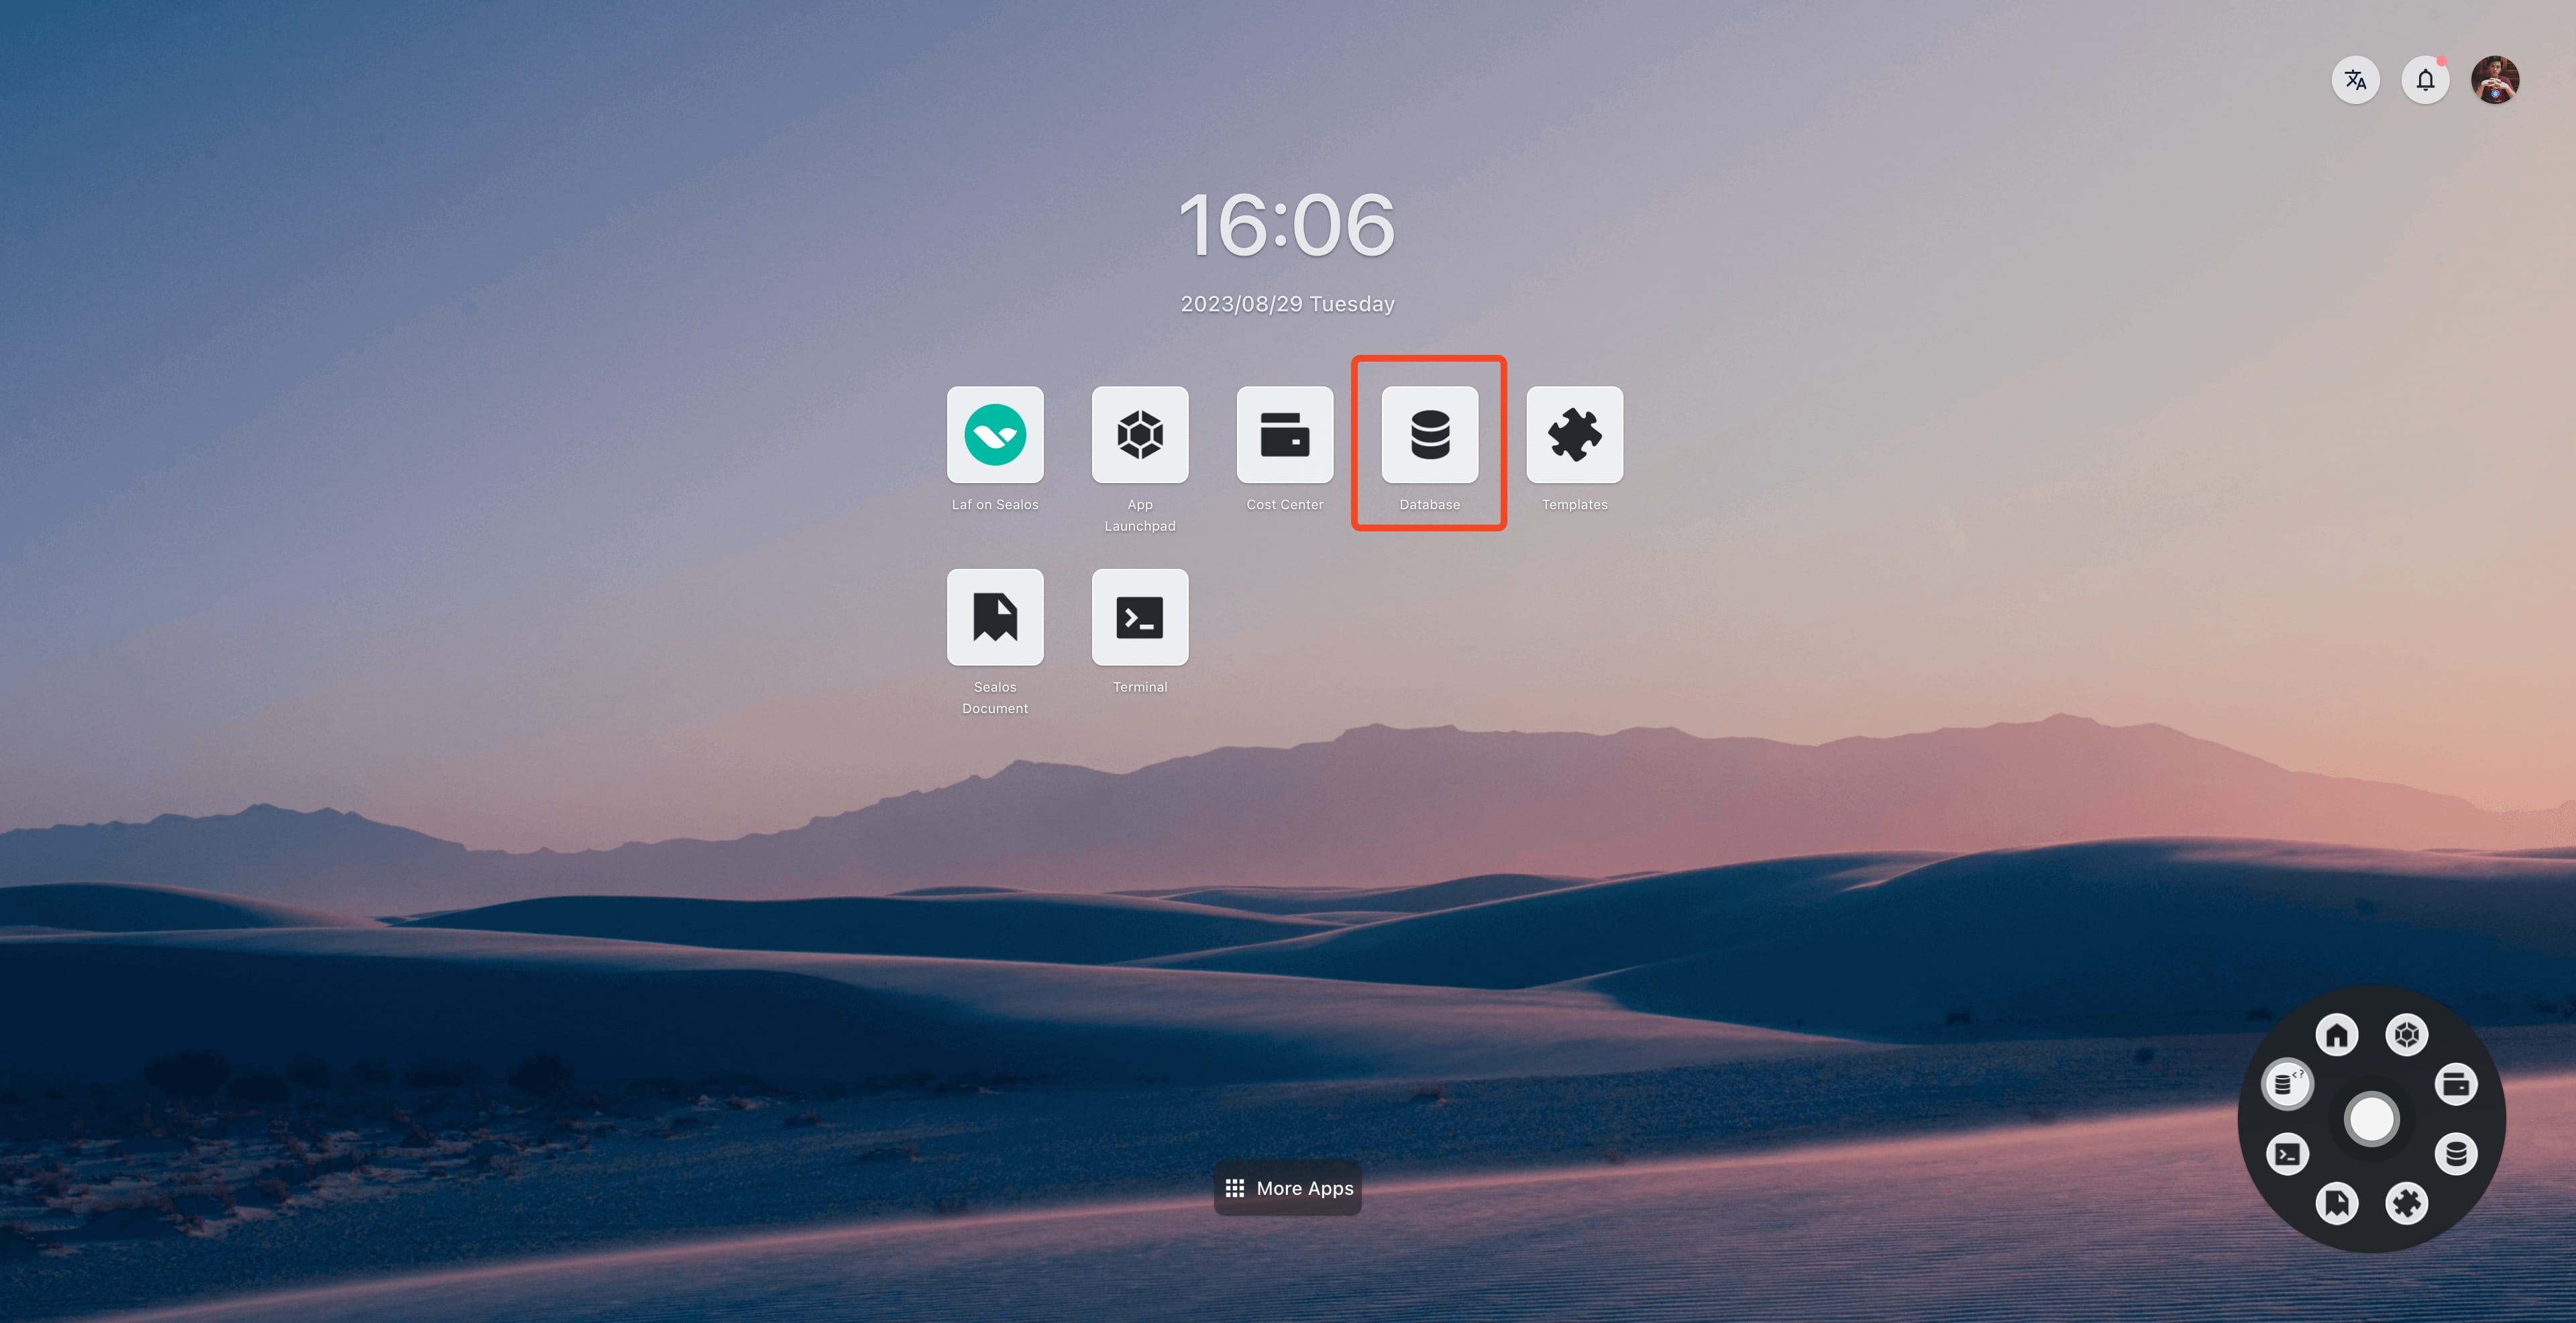 16:06
2023/08/29 Tuesday
Laf on Sealos
App
Launchpad
Cost Center
Database
Templates
Sealos
Document
Terminal
More Apps